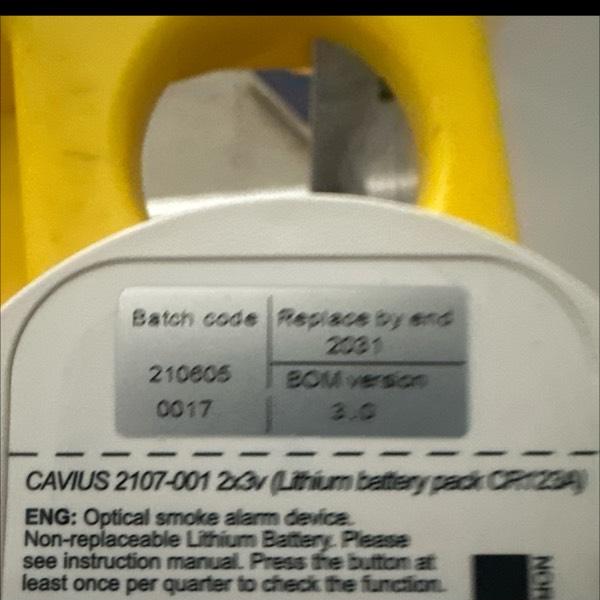 Batch code
210605
0017
Replace by end
2031
BOM version
3.0
CAVIUS 2107-001 2x3v (Lithium battery pack CR123A)
ENG: Optical smoke alarm device.
Non-replaceable Lithium Battery. Please
see instruction manual. Press the button at
least once per quarter to check the function.